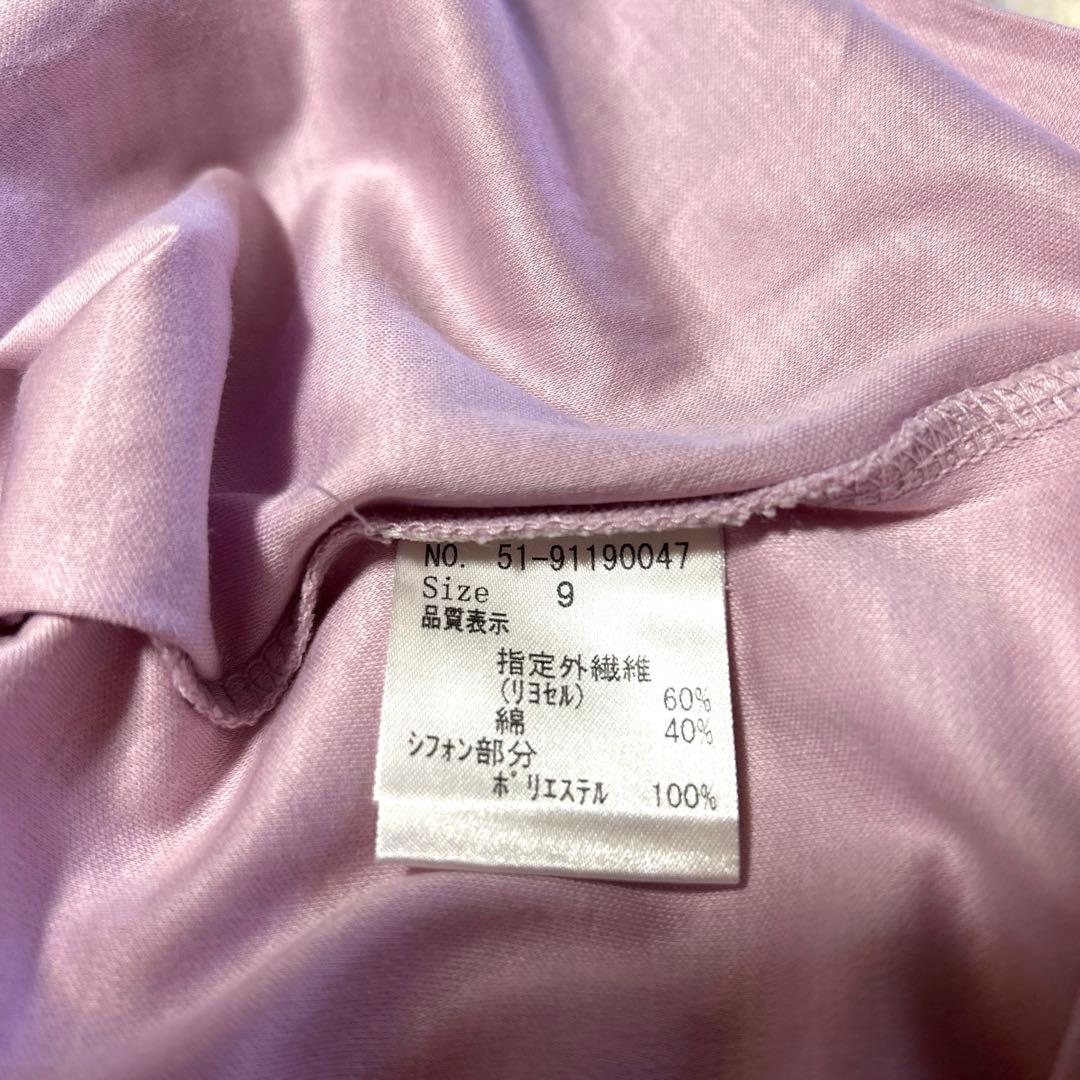 NO. 51-91190047
Size 9
品質表示
指定外繊維
(ﾘﾖｾﾙ) 60%
綿 40%
ｼﾌｫﾝ部分
ﾎﾟﾘｴｽﾃﾙ 100%